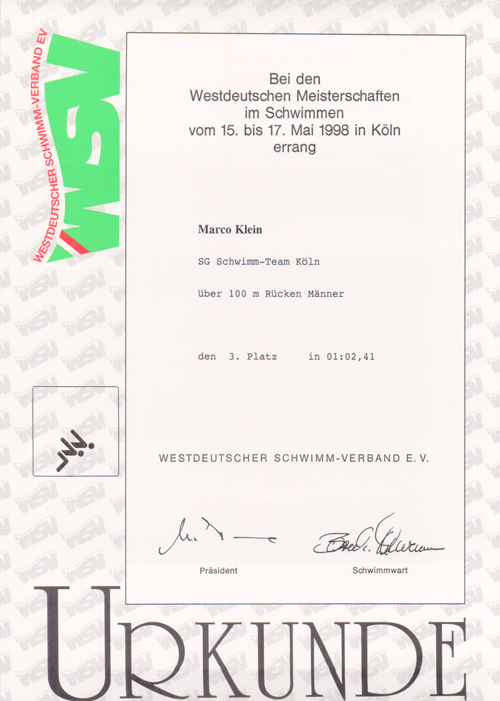 WESTDEUTSCHER SCHWIMM-VERBAND EV
WSV
Bei den
Westdeutschen Meisterschaften
im Schwimmen
vom 15. bis 17. Mai 1998 in Köln
errang
Marco Klein
SG Schwimm-Team Köln
über 100 m Rücken Männer
den 3. Platz in 01:02,41
WESTDEUTSCHER SCHWIMM-VERBAND E.V.
Präsident Schwimmwart
URKUNDE